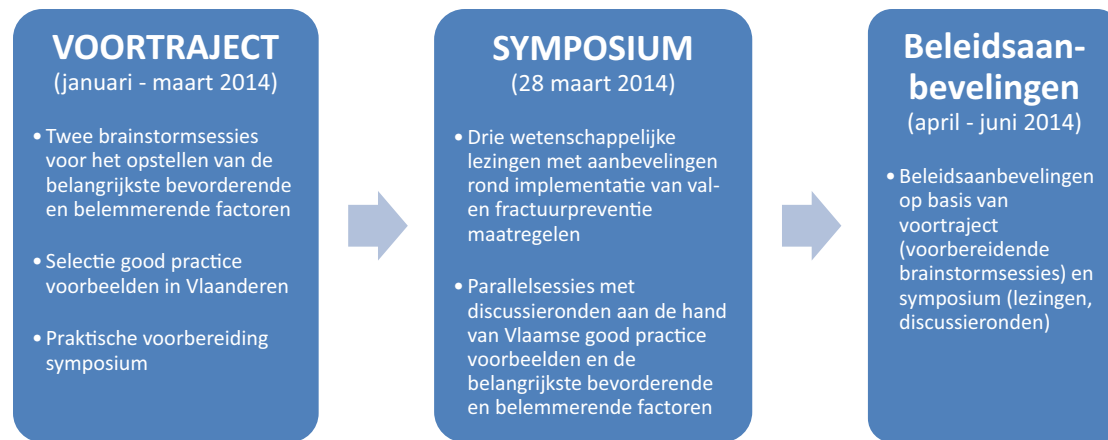 VOORTRAJECT
(januari - maart 2014)
• Twee brainstormsessies
voor het opstellen van de
belangrijkste bevorderende
en belemmerende factoren
• Selectie good practice
voorbeelden in Vlaanderen
• Praktische voorbereiding
symposium
SYMPOSIUM
(28 maart 2014)
• Drie wetenschappelijke
lezingen met aanbevelingen
rond implementatie van val-
en fractuurpreventie
maatregelen
• Parallelsessies met
discussieronden aan de hand
van Vlaamse good practice
voorbeelden en de
belangrijkste bevorderende
en belemmerende factoren
Beleidsaan-
bevelingen
(april - juni 2014)
• Beleidsaanbevelingen
op basis van
voortraject
(voorbereidende
brainstormsessies) en
symposium (lezingen,
discussieronden)